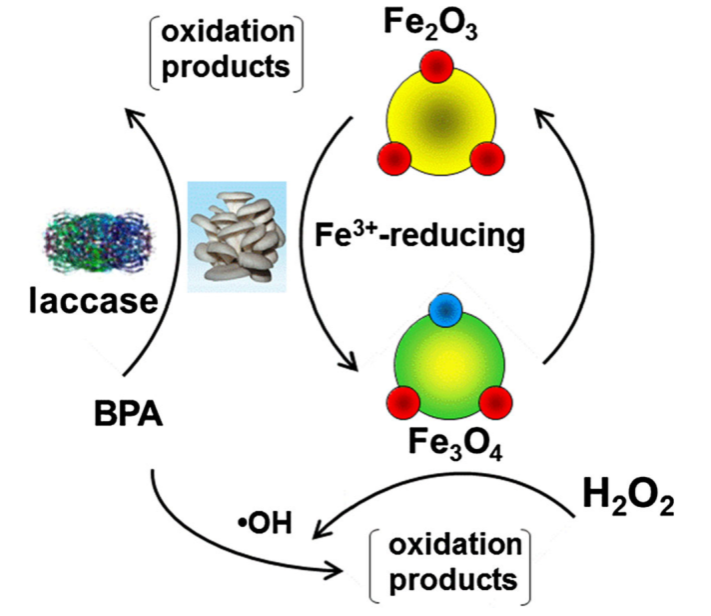 oxidation
products
Fe₂O₃
Fe³⁺-reducing
laccase
BPA
Fe₃O₄
H₂O₂
•OH
oxidation
products